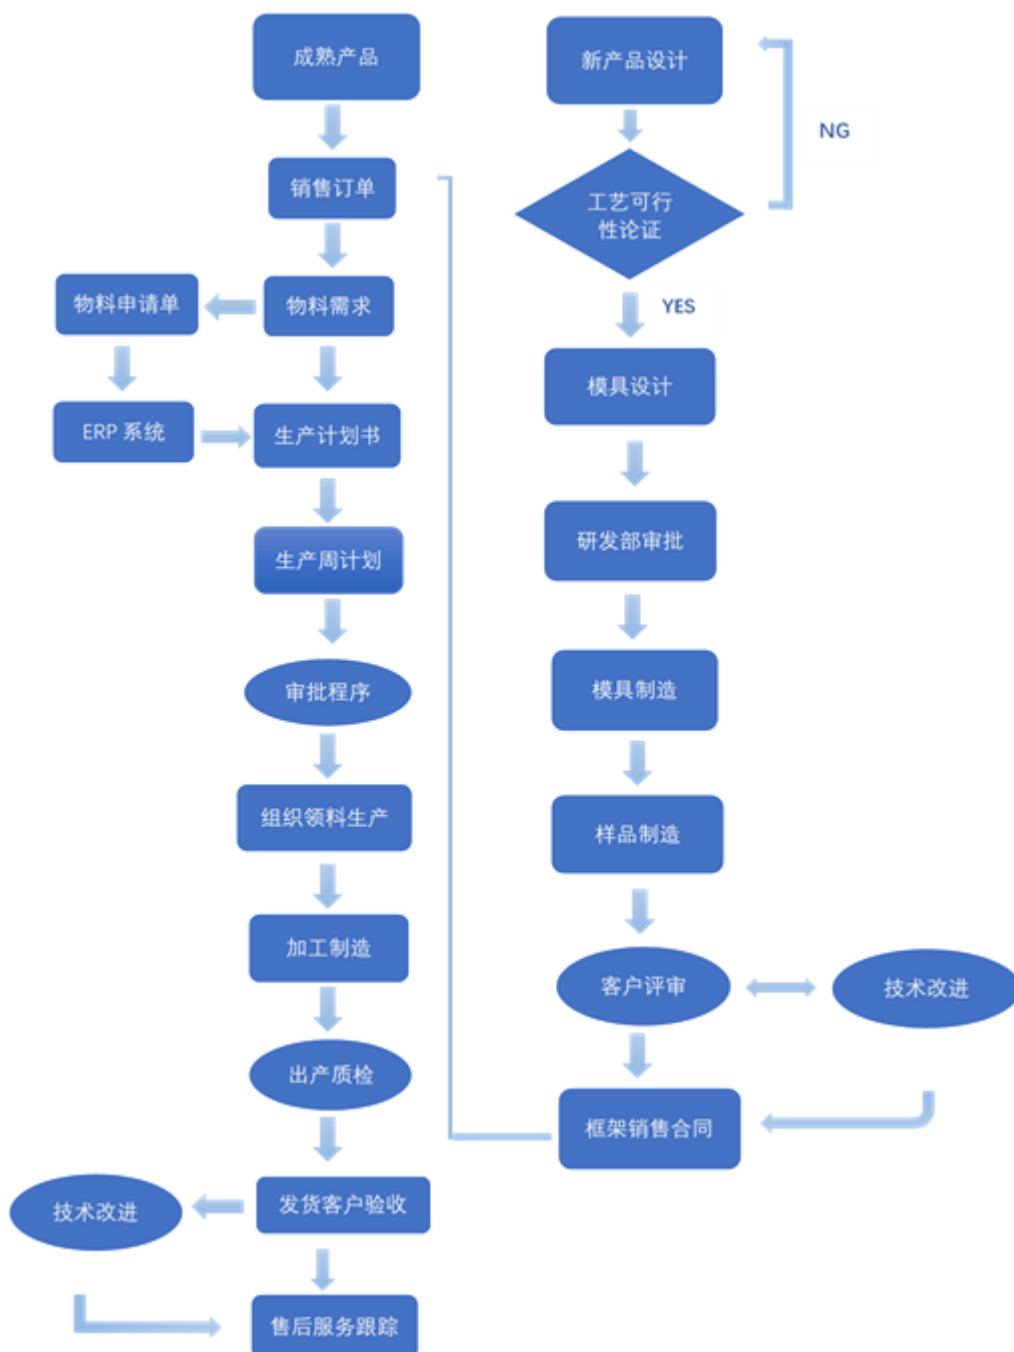 成熟产品
销售订单
物料申请单
物料需求
ERP 系统
生产计划书
生产周计划
审批程序
组织领料生产
加工制造
出产质检
技术改进
发货客户验收
售后服务跟踪
新产品设计
NG
工艺可行
性论证
YES
模具设计
研发部审批
模具制造
样品制造
客户评审
技术改进
框架销售合同